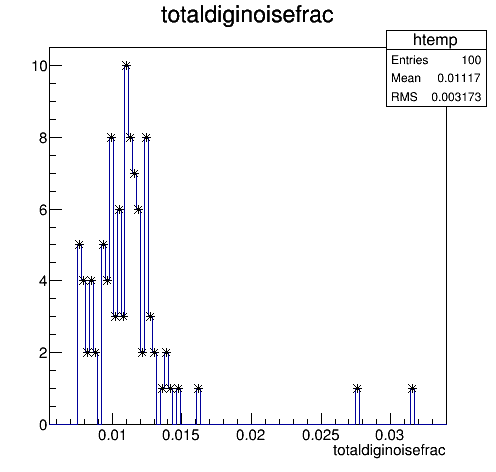 totaldiginoisefrac
htemp
Entries 100
Mean 0.01117
RMS 0.003173
10
8
6
4
2
0
0.01 0.015 0.02 0.025 0.03
totaldiginoisefrac